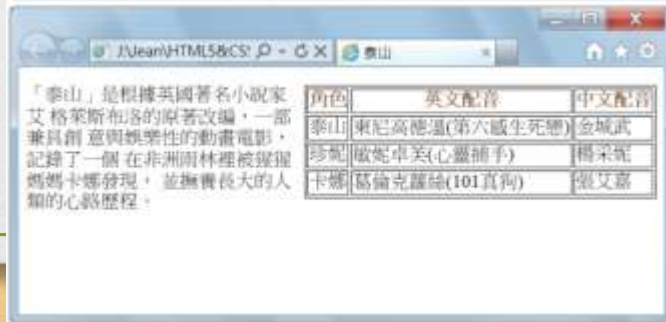 J:\Jean\HTML5&CS!
泰山
「泰山」是根據英國著名小說家
艾格萊斯布洛的原著改編，一部
兼具創 意與娛樂性的動畫電影，
記錄了一個 在非洲雨林裡被猩猩
媽媽卡娜發現， 並撫養長大的人
類的心路歷程。
角色 英文配音 中文配音
泰山 東尼高德溫(第六感生死戀) 金城武
珍妮 敏妮卓芙(心靈捕手) 楊采妮
卡娜 葛倫克蘿絲(101真狗) 張艾嘉